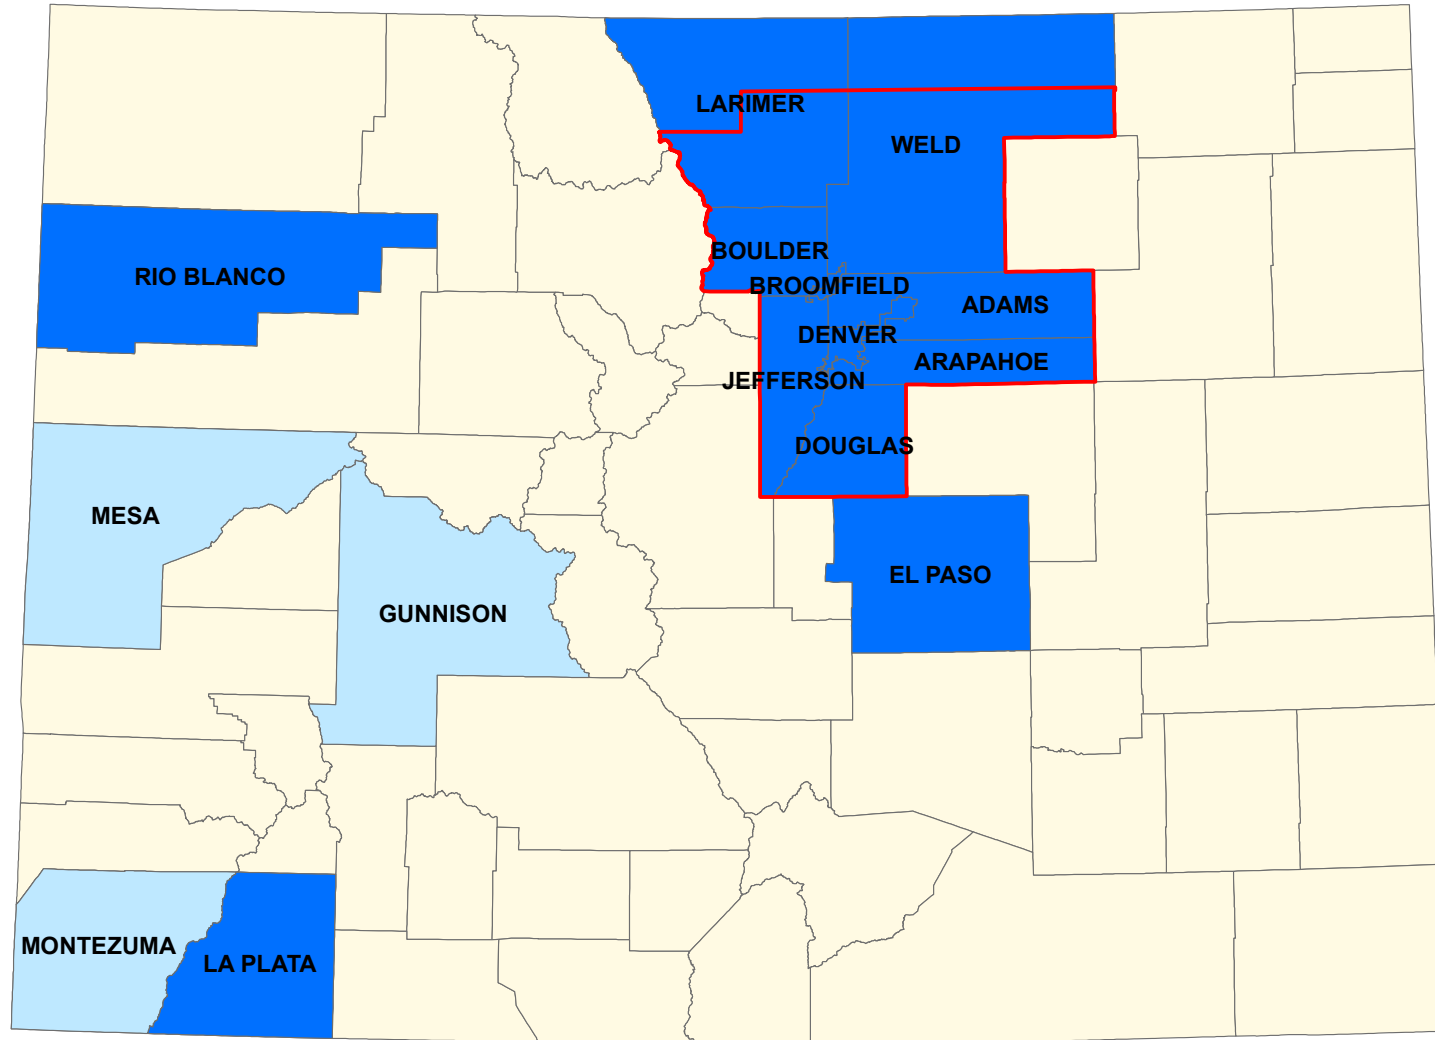 LARIMER
WELD
BOULDER
RIO BLANCO
BROOMFIELD
ADAMS
DENVER
ARAPAHOE
JEFFERSON
DOUGLAS
MESA
EL PASO
GUNNISON
MONTEZUMA
LA PLATA